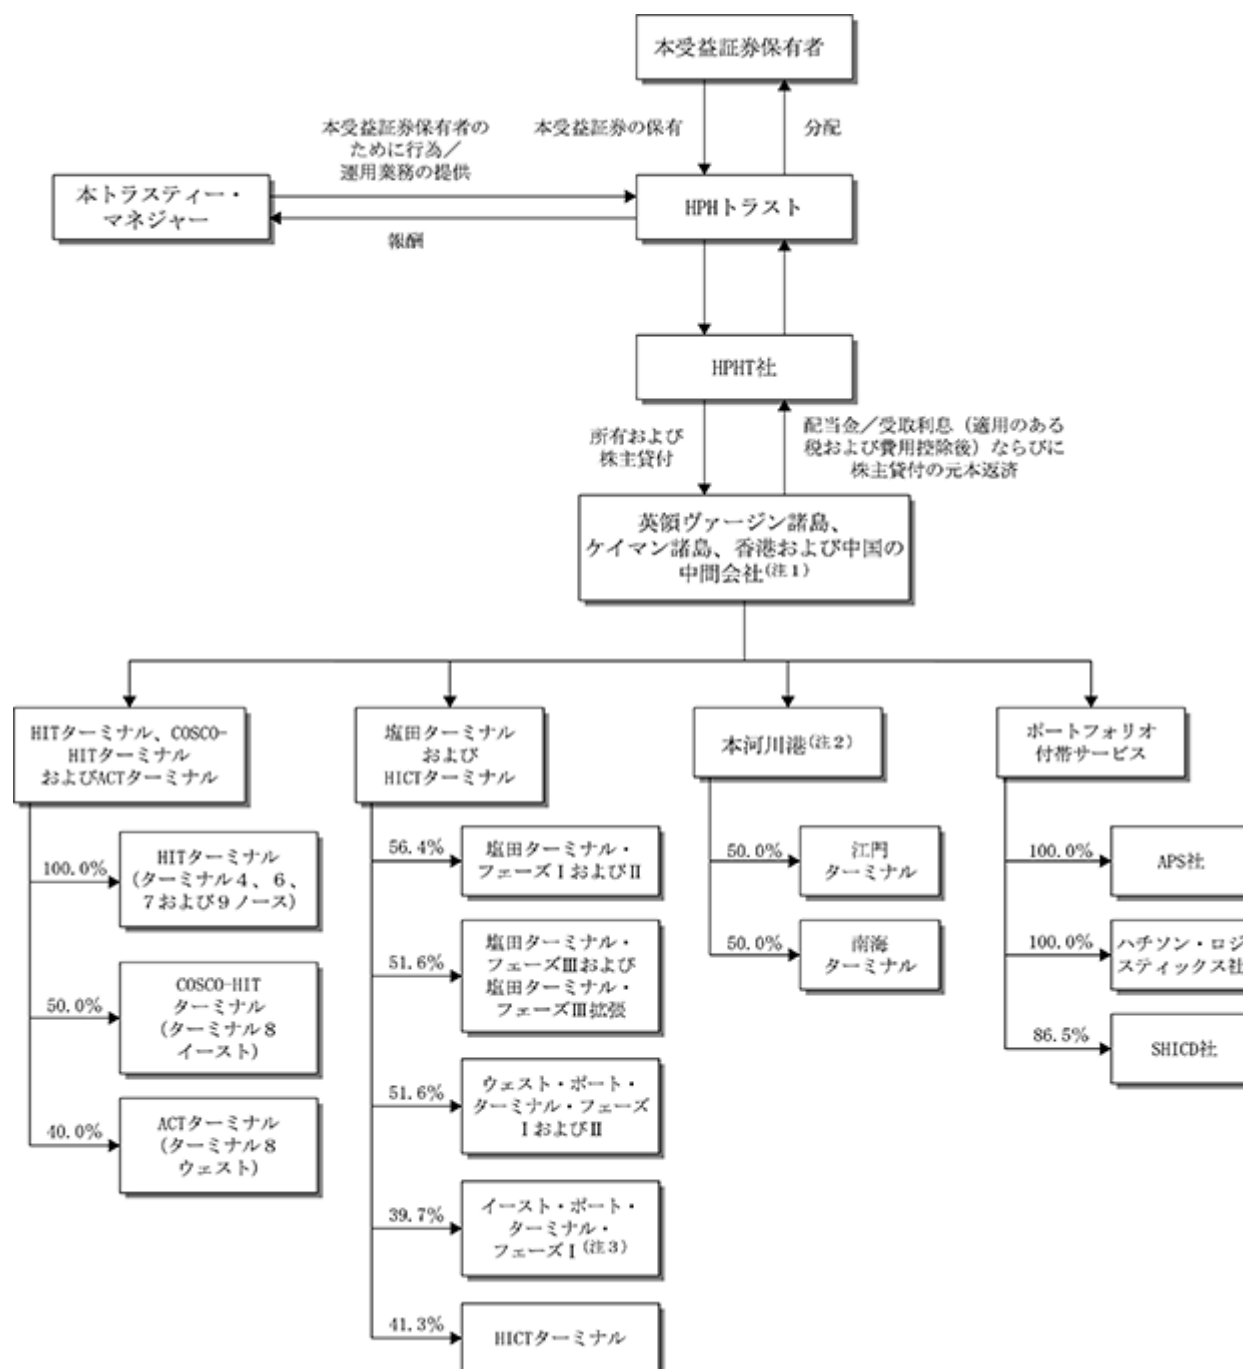 本受益証券保有者
本受益証券保有者の
ために行為／
運用業務の提供
本受益証券の保有
分配
本トラスティー・
マネジャー
HPHトラスト
報酬
HPHT社
所有および
株主貸付
配当金／受取利息（適用のある
税および費用控除後）ならびに
株主貸付の元本返済
英領ヴァージン諸島、
ケイマン諸島、香港および中国の
中間会社(注１)
HITターミナル、COSCO-
HITターミナル
およびACTターミナル
塩田ターミナル
および
HICTターミナル
本河川港(注２)
ポートフォリオ
付帯サービス
100.0%
HITターミナル
(ターミナル４、６、
７および９ノース)
50.0%
COSCO-HIT
ターミナル
(ターミナル８
イースト)
40.0%
ACTターミナル
(ターミナル８
ウェスト)
56.4%
塩田ターミナル・
フェーズⅠおよびⅡ
51.6%
塩田ターミナル・
フェーズⅢおよび
塩田ターミナル・
フェーズⅢ拡張
51.6%
ウェスト・ポート・
ターミナル・フェーズ
ⅠおよびⅡ
39.7%
イースト・ポート・
ターミナル・
フェーズⅠ(注３)
41.3%
HICTターミナル
50.0%
江門
ターミナル
50.0%
南海
ターミナル
100.0%
APS社
100.0%
ハチソン・ロジ
スティックス社
86.5%
SHICD社